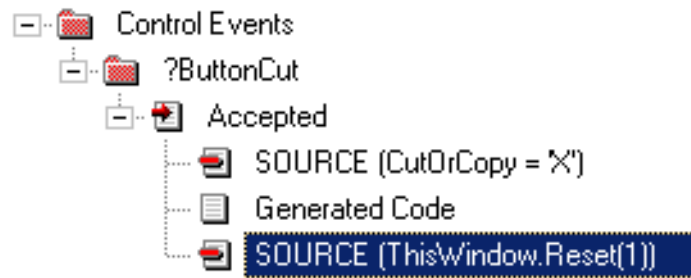 Control Events
?ButtonCut
Accepted
SOURCE (CutOrCopy = 'X')
Generated Code
SOURCE (ThisWindow.Reset(1))